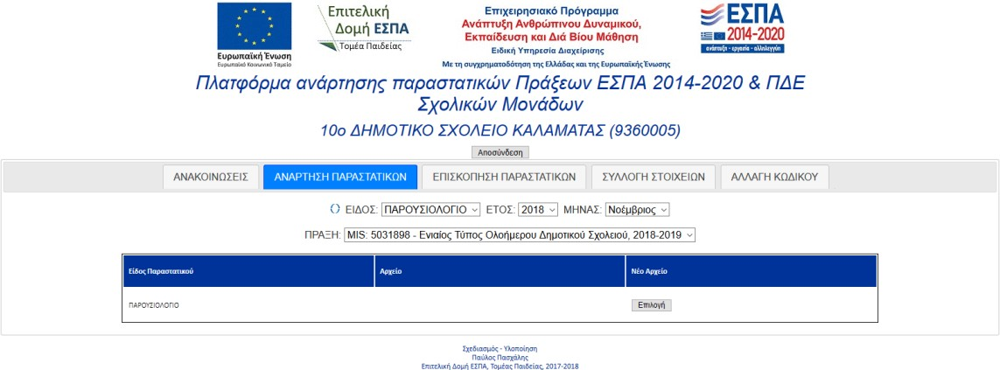 Ευρωπαϊκή Ένωση
Ευρωπαϊκό Κοινωνικό Ταμείο
Επιτελική
Δομή ΕΣΠΑ
Τομέα Παιδείας
Επιχειρησιακό Πρόγραμμα
Ανάπτυξη Ανθρώπινου Δυναμικού,
Εκπαίδευση και Διά Βίου Μάθηση
Ειδική Υπηρεσία Διαχείρισης
Με τη συγχρηματοδότηση της Ελλάδας και της Ευρωπαϊκής Ένωσης
ΕΣΠΑ
2014-2020
ανάπτυξη - εργασία - αλληλεγγύη
Πλατφόρμα ανάρτησης παραστατικών Πράξεων ΕΣΠΑ 2014-2020 & ΠΔΕ
Σχολικών Μονάδων
10ο ΔΗΜΟΤΙΚΟ ΣΧΟΛΕΙΟ ΚΑΛΑΜΑΤΑΣ (9360005)
Αποσύνδεση
ΑΝΑΚΟΙΝΩΣΕΙΣ ΑΝΑΡΤΗΣΗ ΠΑΡΑΣΤΑΤΙΚΩΝ ΕΠΙΣΚΟΠΗΣΗ ΠΑΡΑΣΤΑΤΙΚΩΝ ΣΥΛΛΟΓΗ ΣΤΟΙΧΕΙΩΝ ΑΛΛΑΓΗ ΚΩΔΙΚΟΥ
ΕΙΔΟΣ: ΠΑΡΟΥΣΙΟΛΟΓΙΟ ΕΤΟΣ: 2018 ΜΗΝΑΣ: Νοέμβριος
ΠΡΑΞΗ: MIS: 5031898 - Ενιαίος Τύπος Ολοήμερου Δημοτικού Σχολειού, 2018-2019
Είδος Παραστατικού Αρχείο Νέο Αρχείο
ΠΑΡΟΥΣΙΟΛΟΓΙΟ Επιλογή
Σχεδιασμός - Υλοποίηση
Παύλος Πασχάλης
Επιτελική Δομή ΕΣΠΑ, Τομέας Παιδείας, 2017-2018